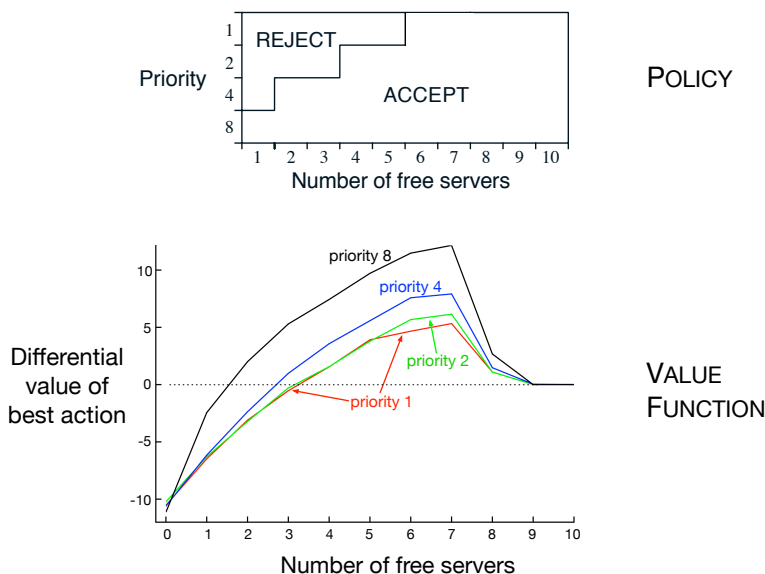 1
REJECT
2
Priority
ACCEPT
4
8
1 2 3 4 5 6 7 8 9 10
Number of free servers
POLICY
priority 8
10
priority 4
5
priority 2
Differential
value of
best action
0
priority 1
VALUE
FUNCTION
-5
-10
0 1 2 3 4 5 6 7 8 9 10
Number of free servers